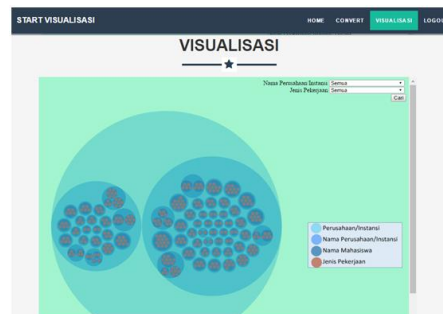 START VISUALISASI
HOME CONVERT VISUALISASI LOGOUT
VISUALISASI
Nama Perusahaan/Instansi: Semua
Jenis Pekerjaan: Semua
Cari
Perusahaan/Instansi
Nama Perusahaan/Instansi
Nama Mahasiswa
Jenis Pekerjaan